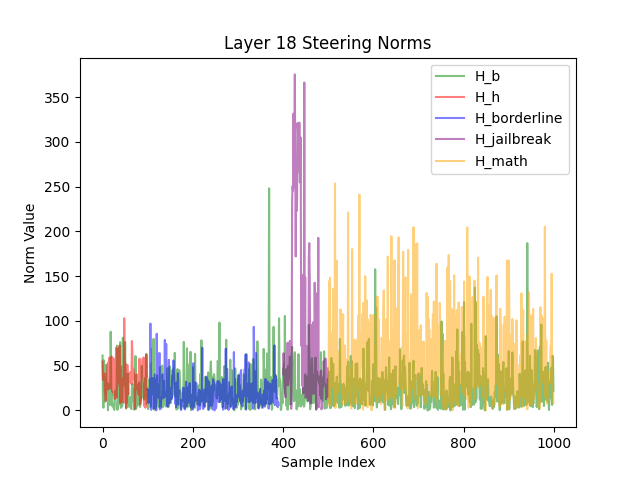 Layer 18 Steering Norms
H_b
H_h
H_borderline
H_jailbreak
H_math
Norm Value
350
300
250
200
150
100
50
0
0 200 400 600 800 1000
Sample Index